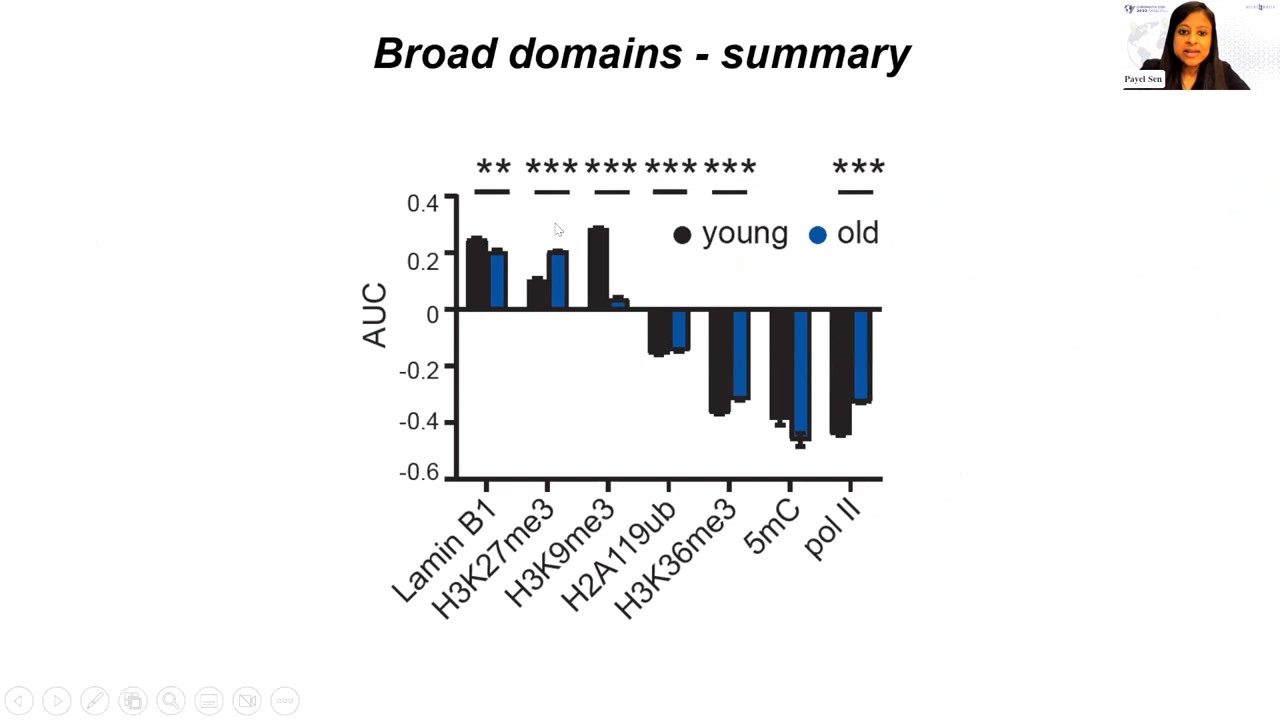 Broad domains - summary
Payel Sen
** *** *** *** *** ***
0.4
0.2
0
-0.2
-0.4
-0.6
AUC
young old
Lamin B1
H3K27me3
H3K9me3
H2A119ub
H3K36me3
5mC
pol II